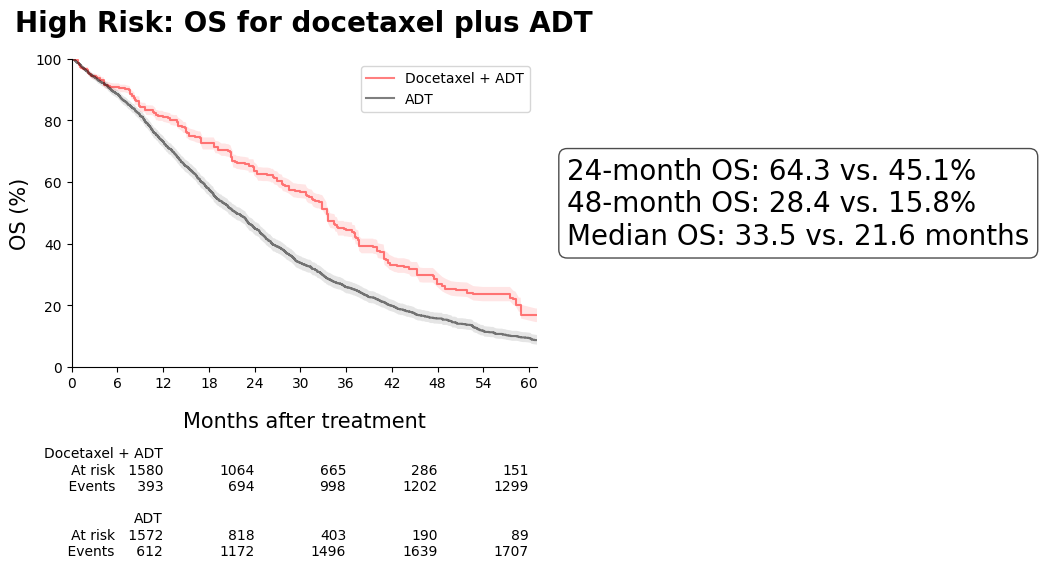 High Risk: OS for docetaxel plus ADT
100
80
60
40
20
0
OS (%)
Docetaxel + ADT
ADT
0 6 12 18 24 30 36 42 48 54 60
Months after treatment
24-month OS: 64.3 vs. 45.1%
48-month OS: 28.4 vs. 15.8%
Median OS: 33.5 vs. 21.6 months
Docetaxel + ADT
At risk 1580 1064 665 286 151
Events 393 694 998 1202 1299
ADT
At risk 1572 818 403 190 89
Events 612 1172 1496 1639 1707